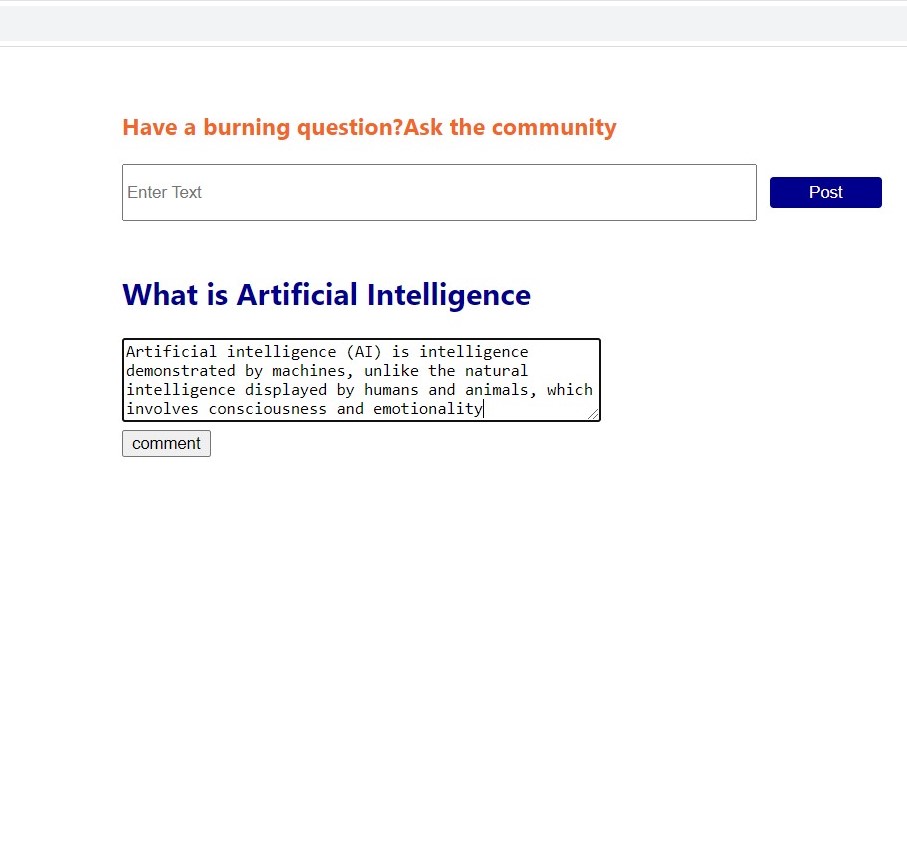 Have a burning question?Ask the community
Enter Text
Post
What is Artificial Intelligence
Artificial intelligence (AI) is intelligence
demonstrated by machines, unlike the natural
intelligence displayed by humans and animals, which
involves consciousness and emotionality
comment